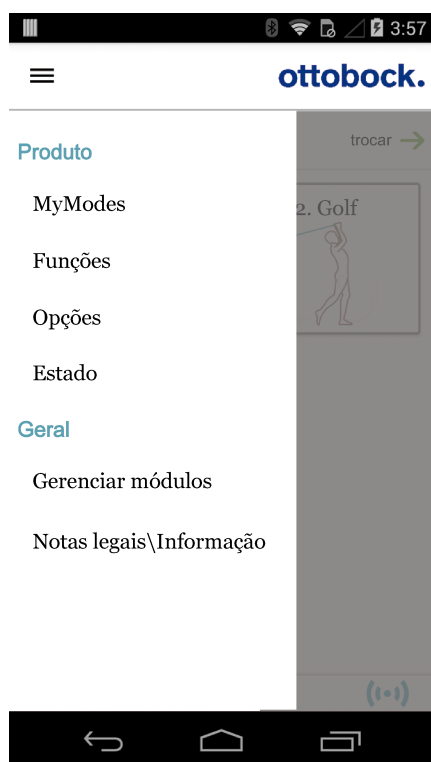 3:57
ottobock.
trocar
Produto
MyModes
2. Golf
Funções
Opções
Estado
Geral
Gerenciar módulos
Notas legais\Informação